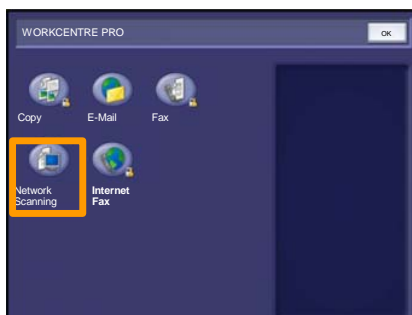 WORKCENTRE PRO
OK
Copy
E-Mail
Fax
Network
Scanning
Internet
Fax